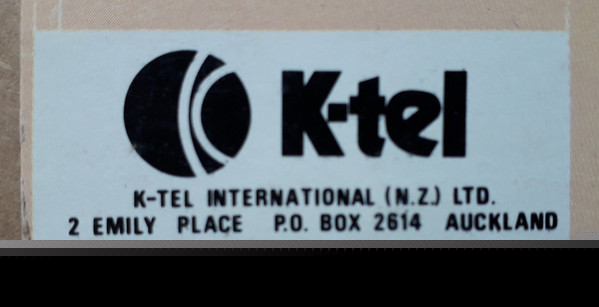 K-tel
K-TEL INTERNATIONAL (N.Z.) LTD.
2 EMILY PLACE P.O. BOX 2614 AUCKLAND